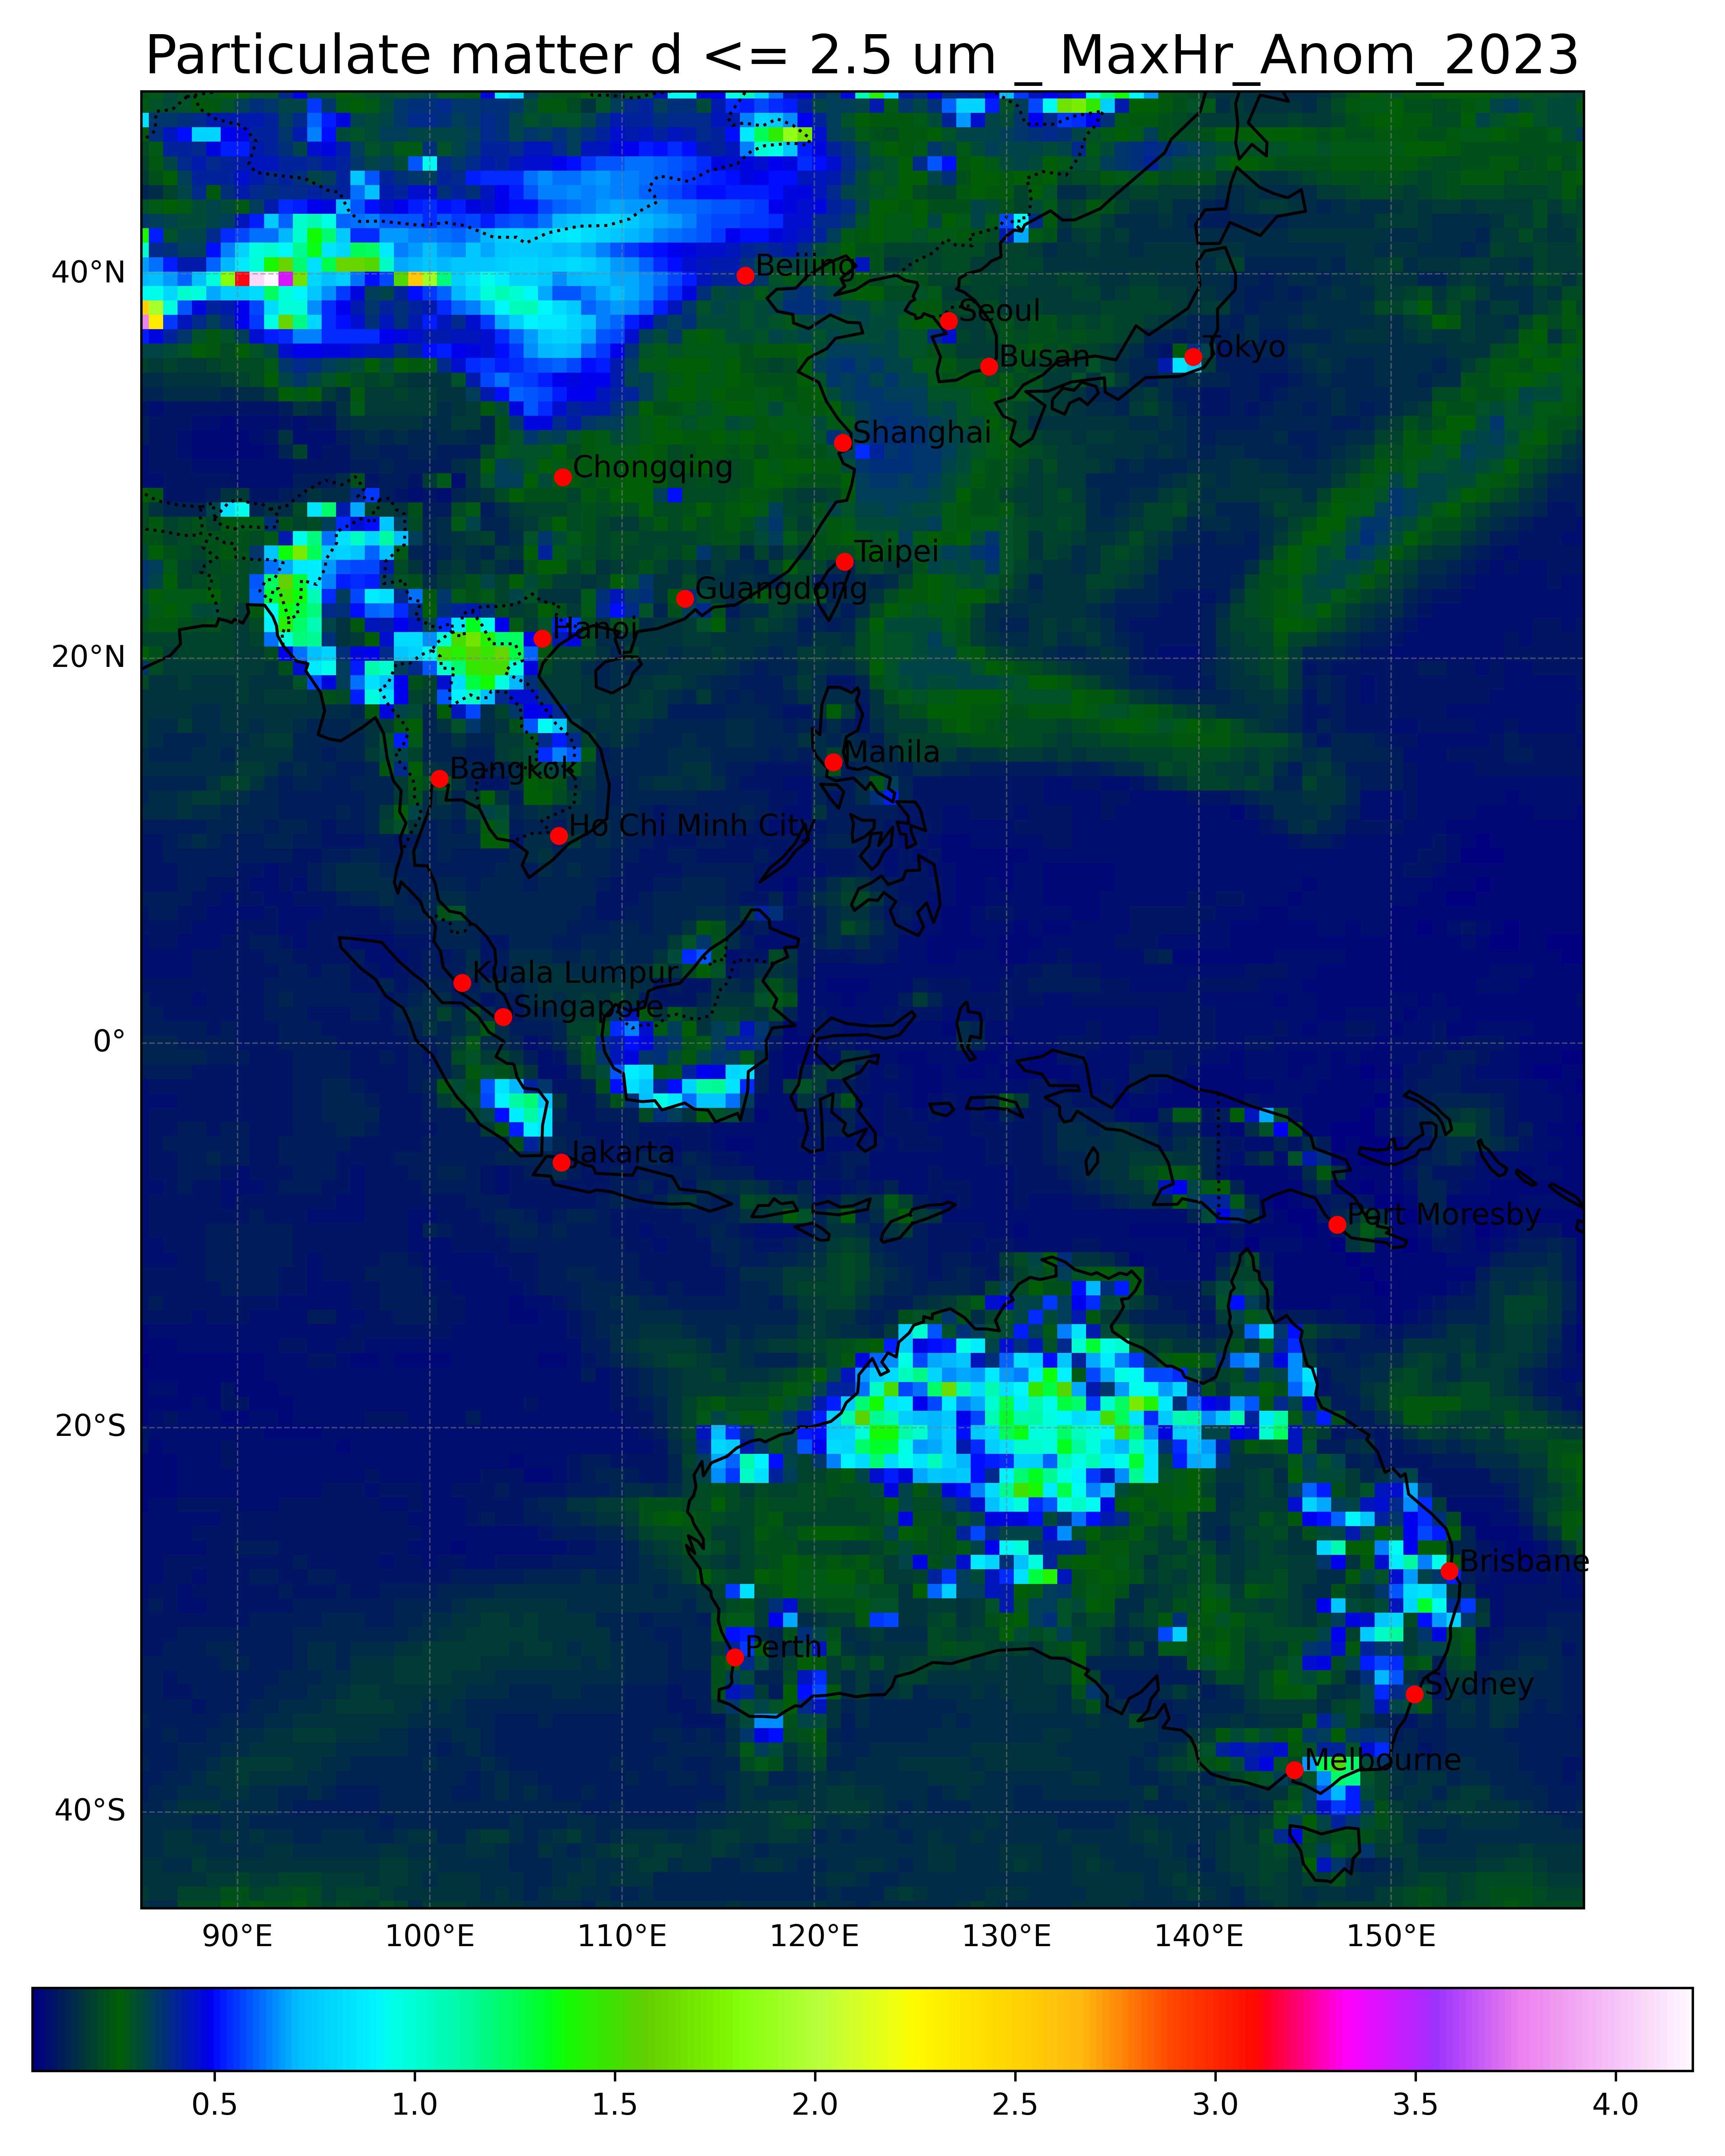 Particulate matter d <= 2.5 um _ MaxHr_Anom_2023
40°N
20°N
0°
20°S
40°S
Beijing
Seoul
Busan
Tokyo
Shanghai
Chongqing
Taipei
Guangdong
Hanoi
Manila
Bangkok
Ho Chi Minh City
Kuala Lumpur
Singapore
Jakarta
Port Moresby
Brisbane
Perth
Sydney
Melbourne
90°E 100°E 110°E 120°E 130°E 140°E 150°E
0.5 1.0 1.5 2.0 2.5 3.0 3.5 4.0